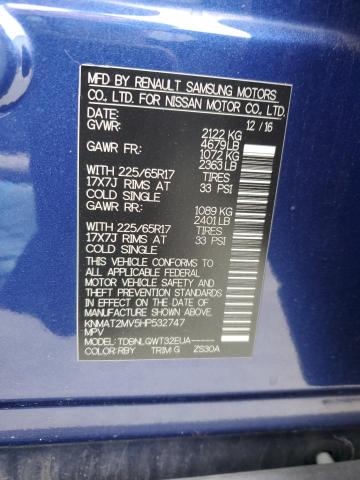 MFD BY RENAULT SAMSUNG MOTORS
CO., LTD. FOR NISSAN MOTOR CO., LTD.
DATE: 12/16
GVWR: 2122 KG
4679 LB
GAWR FR: 1072 KG
2363 LB
WITH 225/65R17 TIRES
17X7J RIMS AT 33 PSI
COLD SINGLE
GAWR RR: 1089 KG
2401 LB
WITH 225/65R17 TIRES
17X7J RIMS AT 33 PSI
COLD SINGLE
THIS VEHICLE CONFORMS TO ALL APPLICABLE FEDERAL
MOTOR VEHICLE SAFETY AND BUMPER STANDARDS
IN EFFECT ON THE DATE OF
MANUFACTURE SHOWN ABOVE.
KNMAT2MV5HP532747
MPV
MODEL:TDBNLQWT32EUA------
COLOR:RBY TRIM:G ZS30A